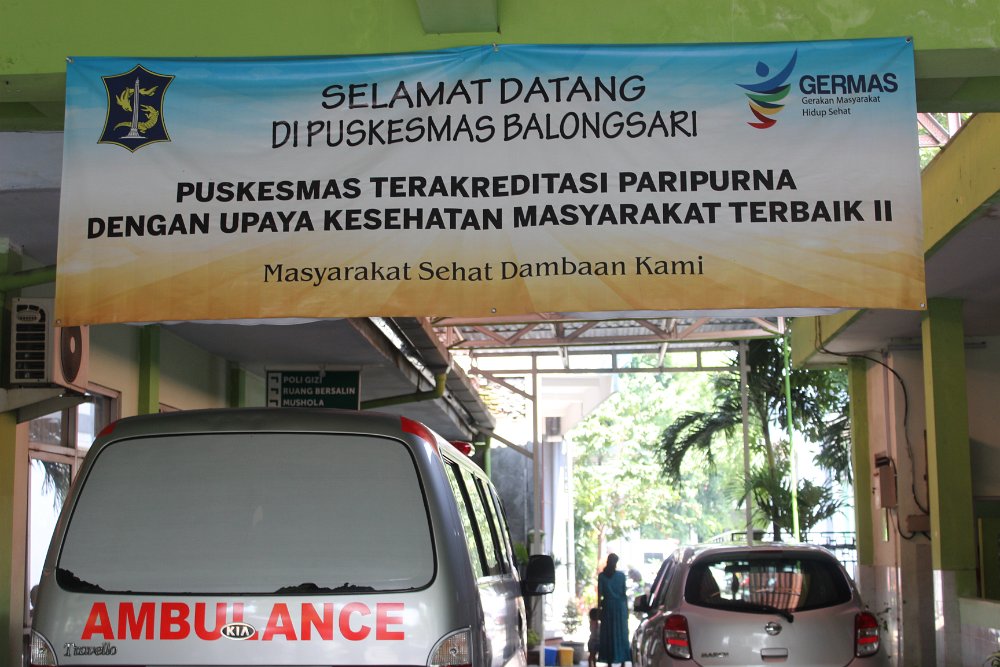 SELAMAT DATANG
DI PUSKESMAS BALONGSARI
GERMAS
Gerakan Masyarakat
Hidup Sehat
PUSKESMAS TERAKREDITASI PARIPURNA
DENGAN UPAYA KESEHATAN MASYARAKAT TERBAIK II
Masyarakat Sehat Dambaan Kami
POLI GIZI
RUANG BERSALIN
MUSHOLA
AMBULANCE
KIA
Travello